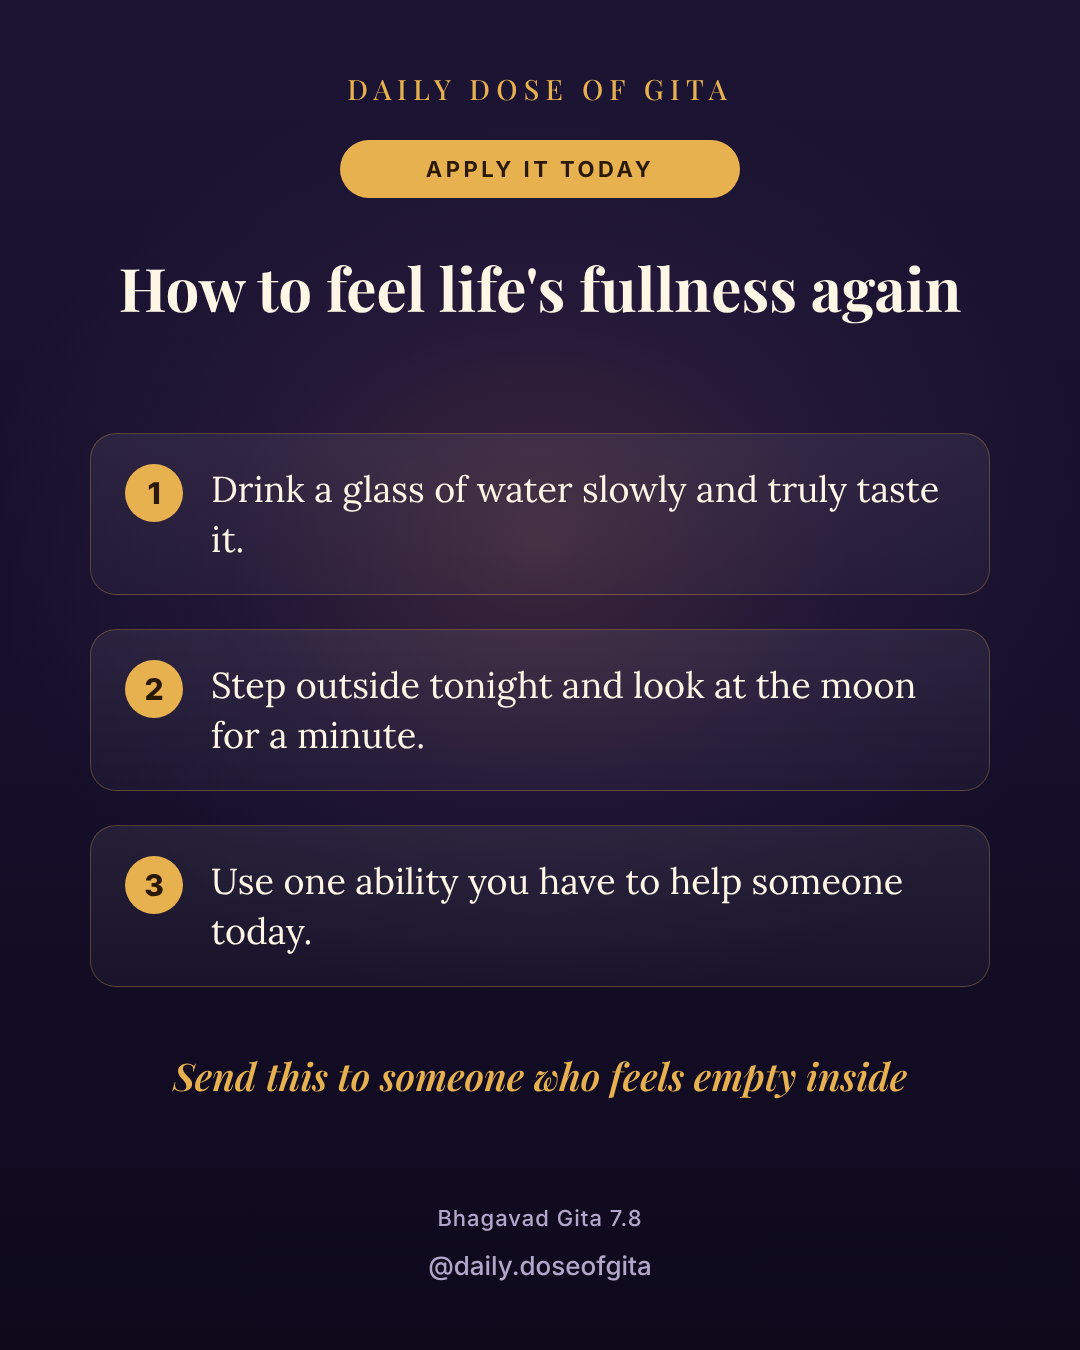 DAILY DOSE OF GITA
APPLY IT TODAY
How to feel life's fullness again
1
Drink a glass of water slowly and truly taste
it.
2
Step outside tonight and look at the moon
for a minute.
3
Use one ability you have to help someone
today.
Send this to someone who feels empty inside
Bhagavad Gita 7.8
@daily.doseofgita